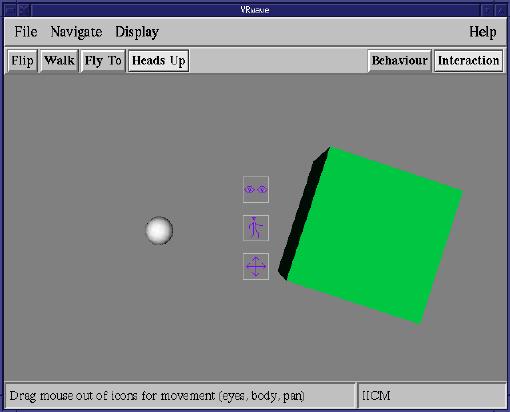 VRwave
File Navigate Display Help
Flip Walk Fly To Heads Up Behaviour Interaction
Drag mouse out of icons for movement (eyes, body, pan) IICM